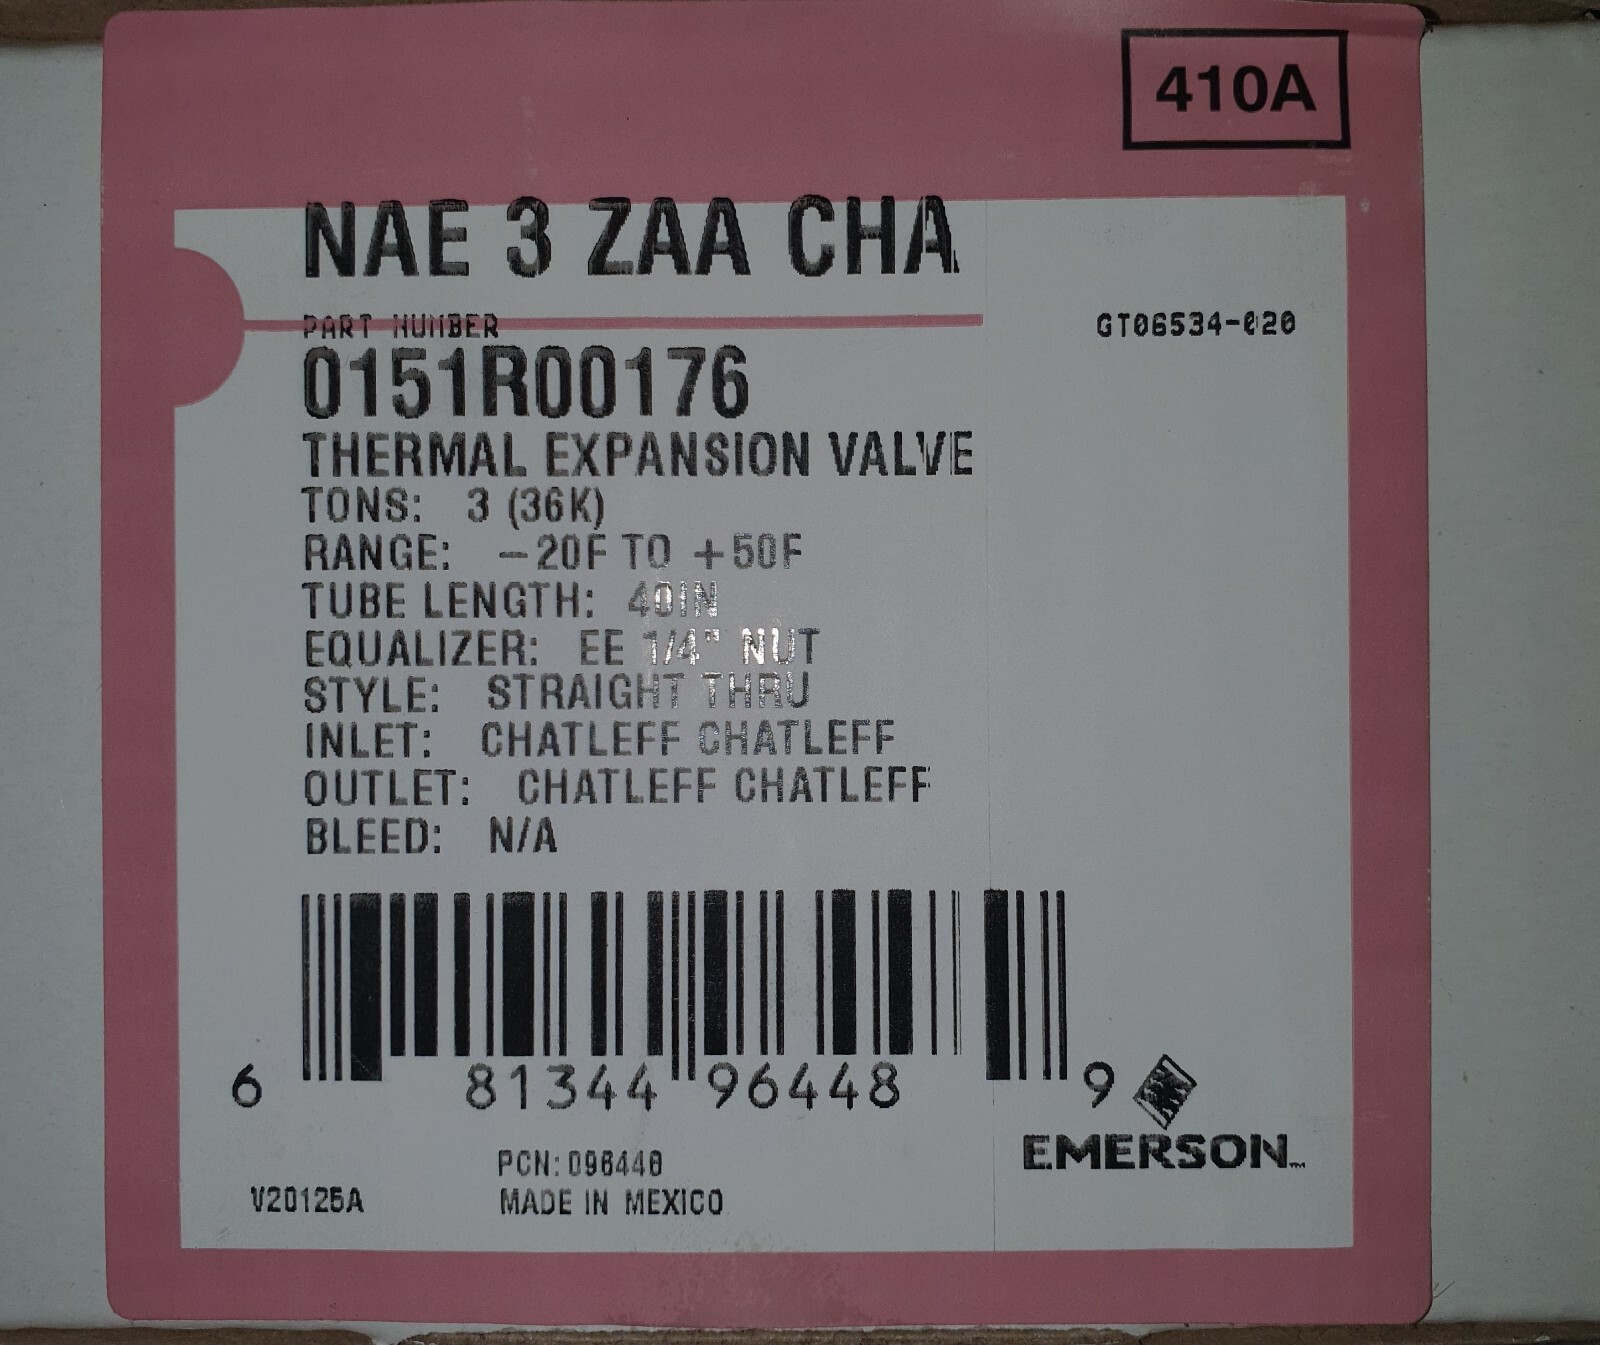 410A
NAE 3 ZAA CHA
PART NUMBER
GT06534-020
0151R00176
THERMAL EXPANSION VALVE
TONS: 3 (36K)
RANGE: -20F TO +50F
TUBE LENGTH: 40IN
EQUALIZER: EE 1/4" NUT
STYLE: STRAIGHT THRU
INLET: CHATLEFF CHATLEFF
OUTLET: CHATLEFF CHATLEFF
BLEED: N/A
6 81344 96448 9
EMERSON™
PCN: 096448
V20125A
MADE IN MEXICO